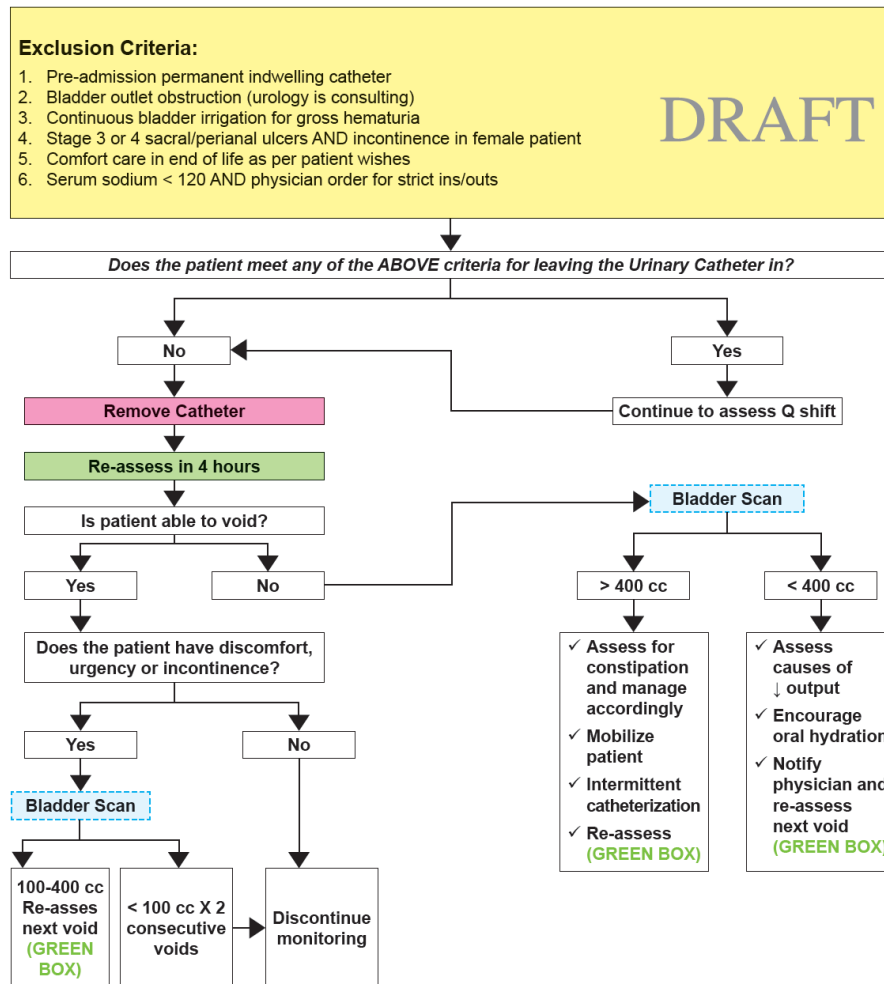 Exclusion Criteria:
1. Pre-admission permanent indwelling catheter
2. Bladder outlet obstruction (urology is consulting)
3. Continuous bladder irrigation for gross hematuria
4. Stage 3 or 4 sacral/perianal ulcers AND incontinence in female patient
5. Comfort care in end of life as per patient wishes
6. Serum sodium < 120 AND physician order for strict ins/outs
DRAFT
Does the patient meet any of the ABOVE criteria for leaving the Urinary Catheter in?
No
Yes
Remove Catheter
Continue to assess Q shift
Re-assess in 4 hours
Is patient able to void?
Yes
No
Bladder Scan
> 400 cc
< 400 cc
✓ Assess for
constipation
and manage
accordingly
✓ Mobilize
patient
✓ Intermittent
catheterization
✓ Re-assess
(GREEN BOX)
✓ Assess
causes of
↓ output
✓ Encourage
oral hydration
✓ Notify
physician and
re-assess
next void
(GREEN BOX)
Does the patient have discomfort,
urgency or incontinence?
Yes
No
Bladder Scan
100-400 cc
Re-asses
next void
(GREEN
BOX)
< 100 cc X 2
consecutive
voids
Discontinue
monitoring